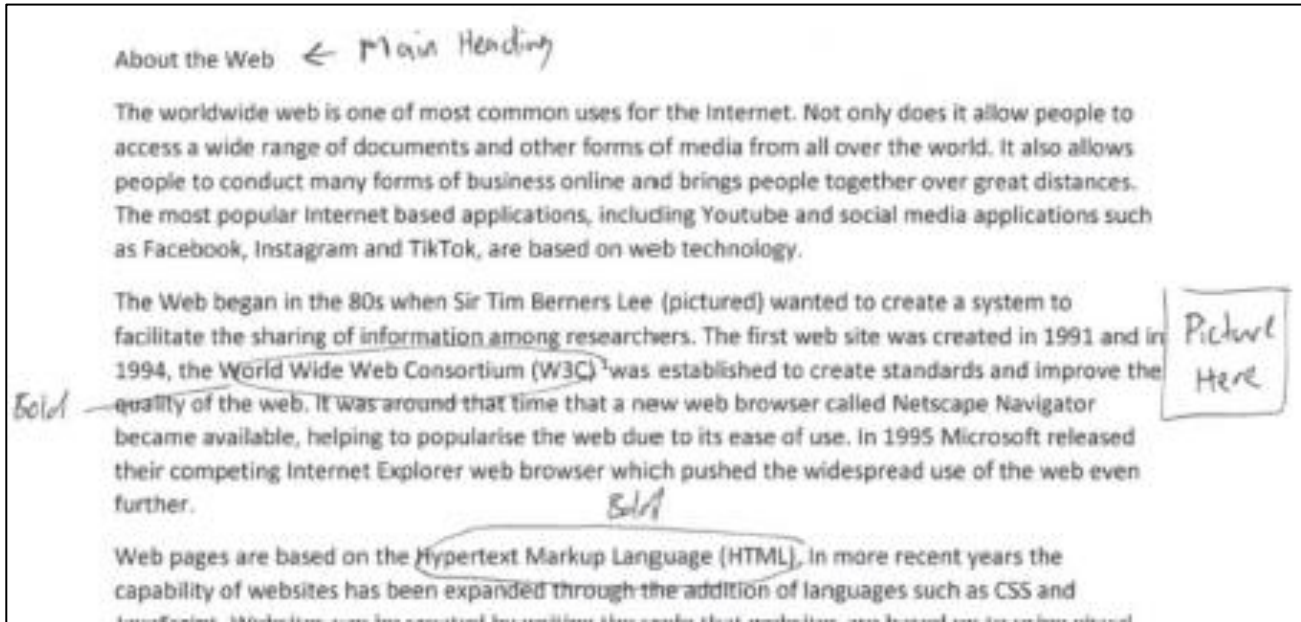 About the Web ← Main Heading
The worldwide web is one of most common uses for the Internet. Not only does it allow people to
access a wide range of documents and other forms of media from all over the world. It also allows
people to conduct many forms of business online and brings people together over great distances.
The most popular Internet based applications, including Youtube and social media applications such
as Facebook, Instagram and TikTok, are based on web technology.
The Web began in the 80s when Sir Tim Berners Lee (pictured) wanted to create a system to
facilitate the sharing of information among researchers. The first web site was created in 1991 and in
1994, the World Wide Web Consortium (W3C) was established to create standards and improve the
quality of the web. It was around that time that a new web browser called Netscape Navigator
became available, helping to popularise the web due to its ease of use. In 1995 Microsoft released
their competing Internet Explorer web browser which pushed the widespread use of the web even
further.
Picture
Here
Bold
Bold
Web pages are based on the Hypertext Markup Language (HTML). In more recent years the
capability of websites has been expanded through the addition of languages such as CSS and